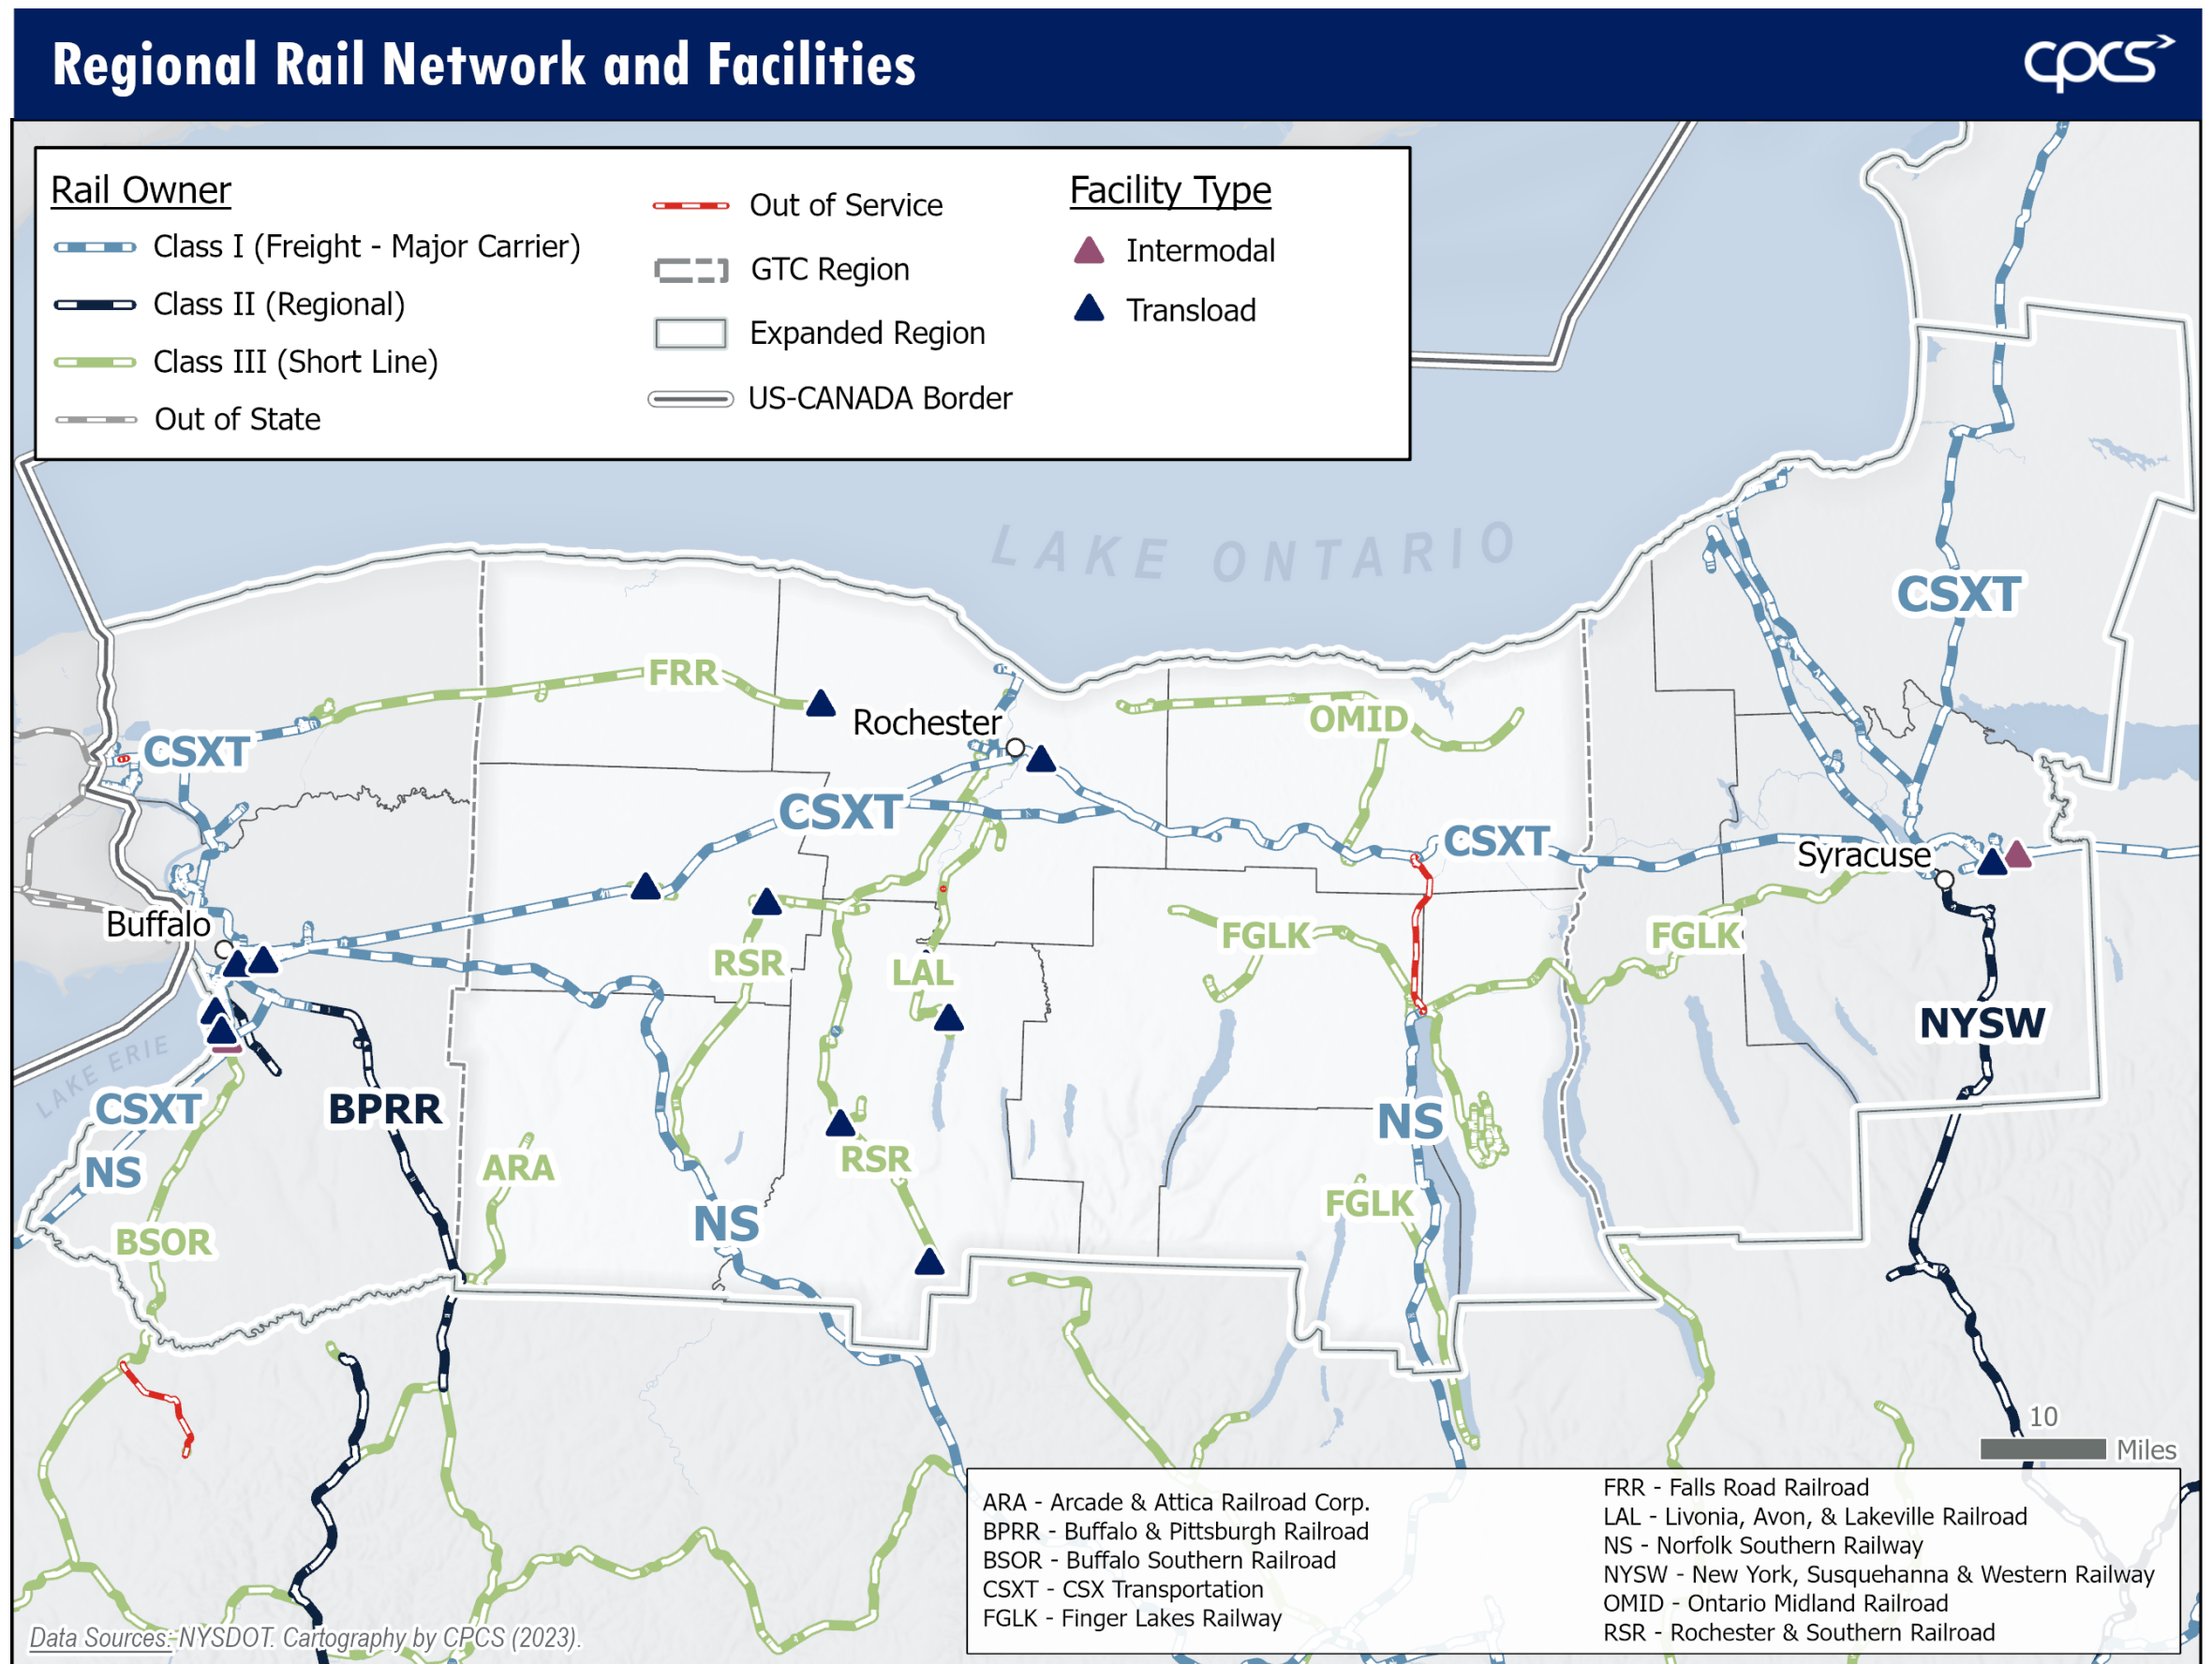 Regional Rail Network and Facilities
cpcs
Rail Owner
Class I (Freight - Major Carrier)
Class II (Regional)
Class III (Short Line)
Out of State
Out of Service
GTC Region
Expanded Region
US-CANADA Border
Facility Type
Intermodal
Transload
LAKE ONTARIO
CSXT
FRR
Rochester
OMID
CSXT
CSXT
CSXT
Syracuse
Buffalo
RSR
LAL
FGLK
FGLK
NYSW
LAKE ERIE
CSXT
BPRR
NS
NS
ARA
RSR
BSOR
NS
FGLK
10
Miles
ARA - Arcade & Attica Railroad Corp.
BPRR - Buffalo & Pittsburgh Railroad
BSOR - Buffalo Southern Railroad
CSXT - CSX Transportation
FGLK - Finger Lakes Railway
FRR - Falls Road Railroad
LAL - Livonia, Avon, & Lakeville Railroad
NS - Norfolk Southern Railway
NYSW - New York, Susquehanna & Western Railway
OMID - Ontario Midland Railroad
RSR - Rochester & Southern Railroad
Data Sources: NYSDOT. Cartography by CPCS (2023).